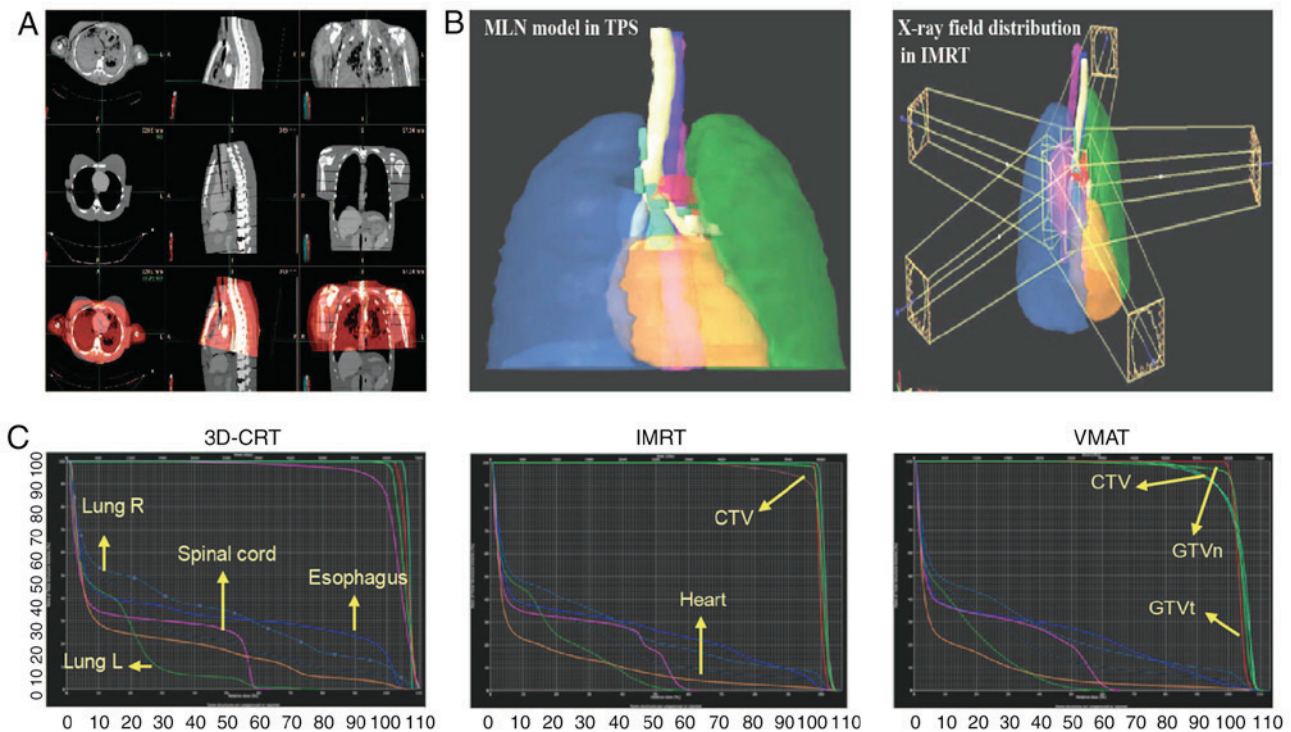 A
B
MLN model in TPS
X-ray field distribution
in IMRT
C
3D-CRT
IMRT
VMAT
100
90
80
70
60
50
40
30
20
10
0
Lung R
Spinal cord
Esophagus
Lung L
CTV
Heart
CTV
GTVn
GTVt
0 10 20 30 40 50 60 70 80 90 100 110
0 10 20 30 40 50 60 70 80 90 100 110
0 10 20 30 40 50 60 70 80 90 100 110